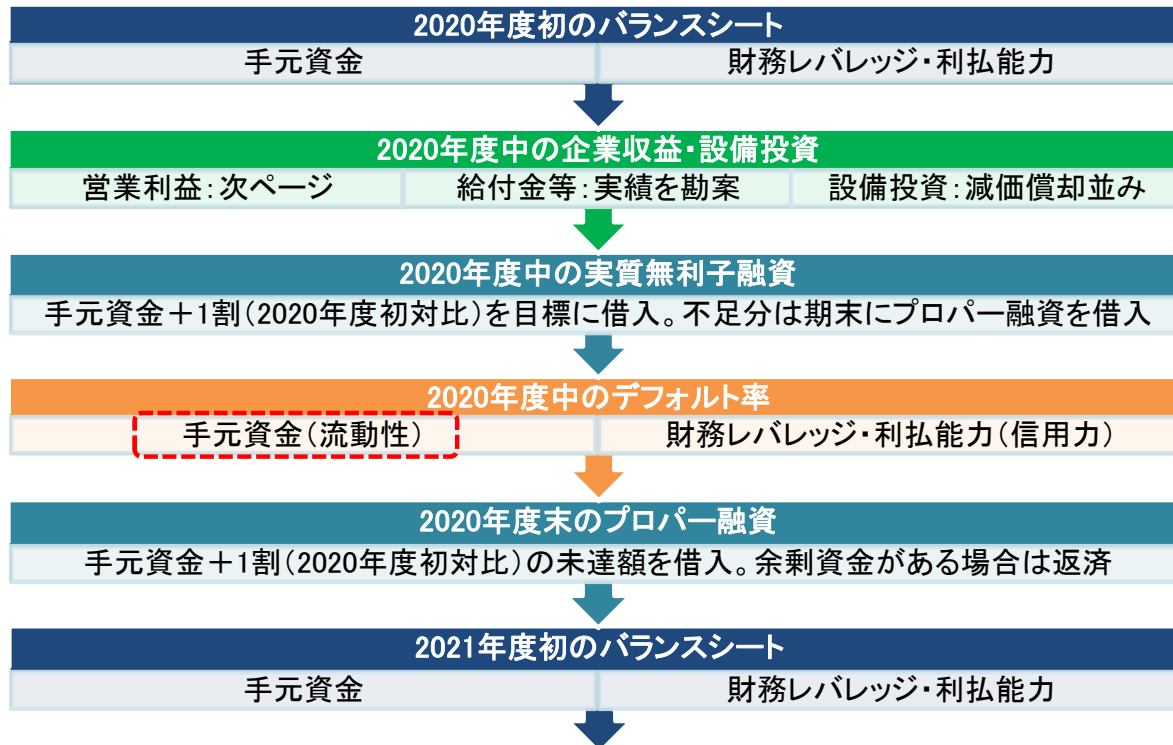 2020年度初のバランスシート
手元資金
財務レバレッジ・利払能力
2020年度中の企業収益・設備投資
営業利益：次ページ
給付金等：実績を勘案
設備投資：減価償却並み
2020年度中の実質無利子融資
手元資金＋1割（2020年度初対比）を目標に借入。不足分は期末にプロパー融資を借入
2020年度中のデフォルト率
手元資金（流動性）
財務レバレッジ・利払能力（信用力）
2020年度末のプロパー融資
手元資金＋1割（2020年度初対比）の未達額を借入。余剰資金がある場合は返済
2021年度初のバランスシート
手元資金
財務レバレッジ・利払能力